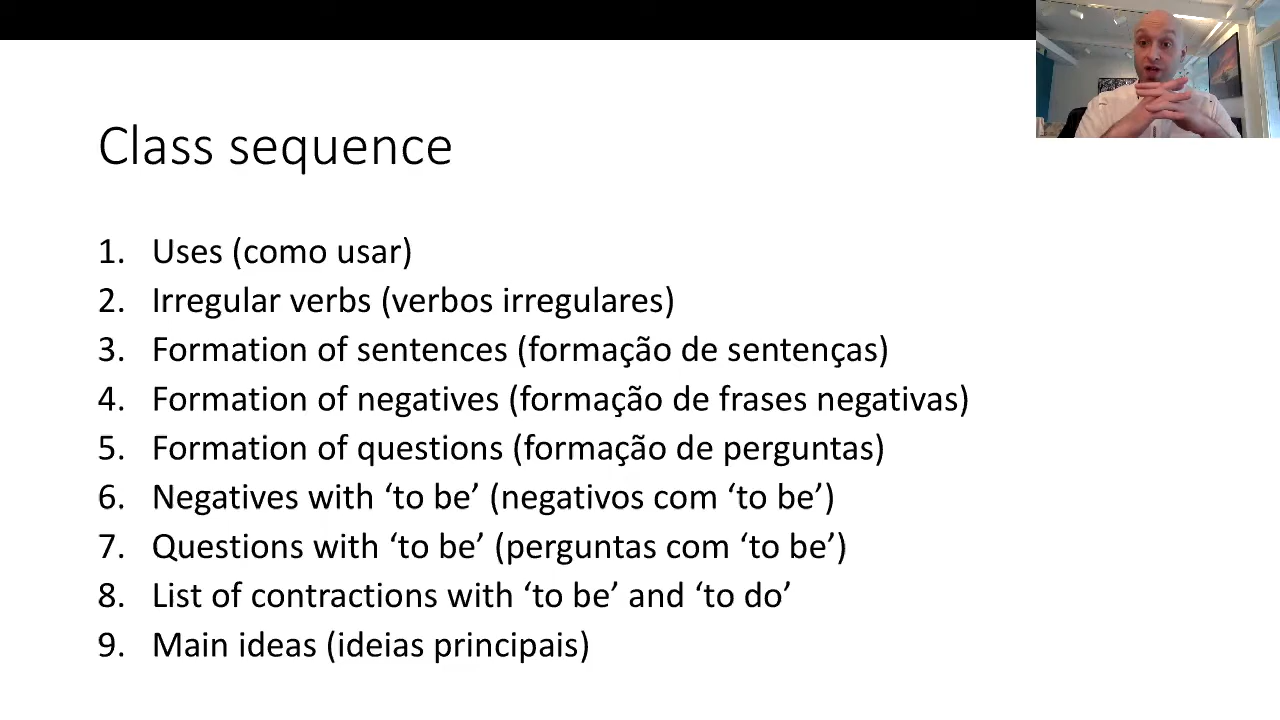 Class sequence
1. Uses (como usar)
2. Irregular verbs (verbos irregulares)
3. Formation of sentences (formação de sentenças)
4. Formation of negatives (formação de frases negativas)
5. Formation of questions (formação de perguntas)
6. Negatives with ‘to be’ (negativos com ‘to be’)
7. Questions with ‘to be’ (perguntas com ‘to be’)
8. List of contractions with ‘to be’ and ‘to do’
9. Main ideas (ideias principais)